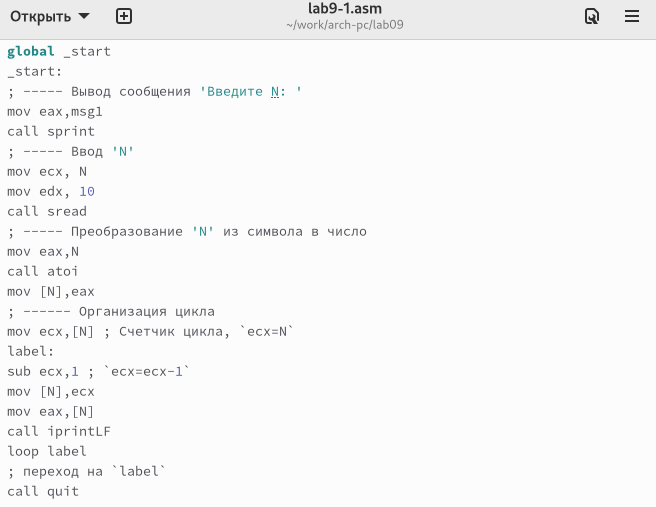 Открыть
lab9-1.asm
~/work/arch-pc/lab09
global _start
_start:
; ----- Вывод сообщения 'Введите N: '
mov eax,msg1
call sprint
; ----- Ввод 'N'
mov ecx, N
mov edx, 10
call sread
; ----- Преобразование 'N' из символа в число
mov eax,N
call atoi
mov [N],eax
; ------ Организация цикла
mov ecx,[N] ; Счетчик цикла, `ecx=N`
label:
sub ecx,1 ; `ecx=ecx-1`
mov [N],ecx
mov eax,[N]
call iprintLF
loop label
; переход на `label`
call quit